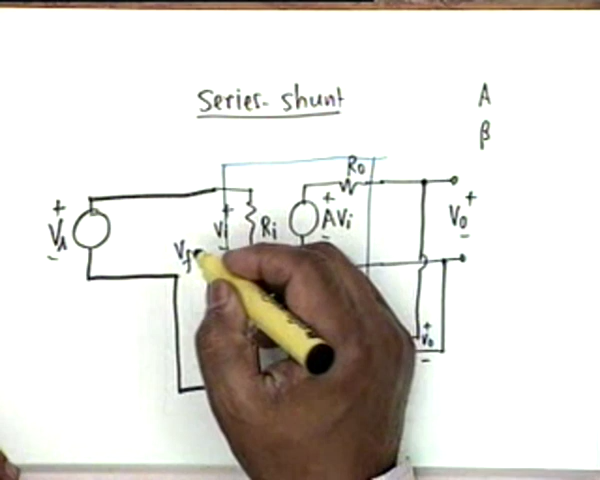 Series-shunt
A
β
Ro
+
+
+
+
Vs
-
Vi
Ri
AVi
-
Vo
-
Vf
+
Vo
-